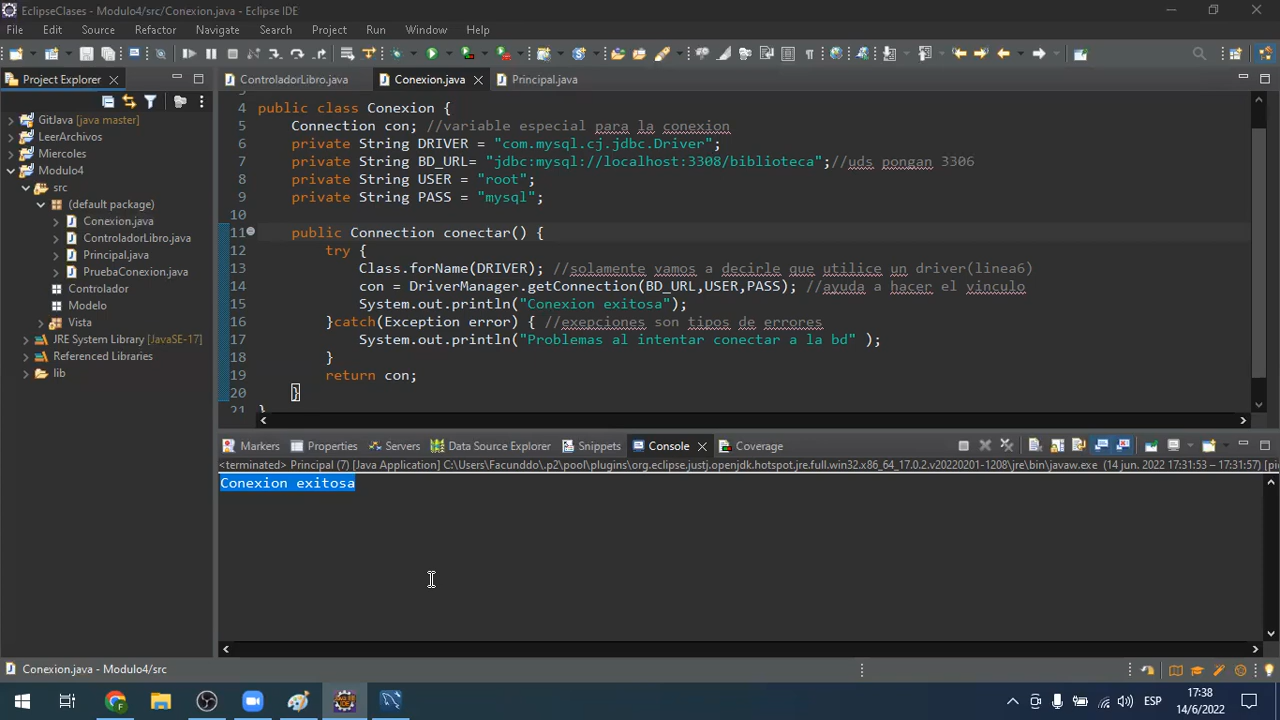 EclipseClases - Modulo4/src/Conexion.java - Eclipse IDE
File Edit Source Refactor Navigate Search Project Run Window Help
Project Explorer
ControladorLibro.java Conexion.java Principal.java
GitJava [java master]
LeerArchivos
Miercoles
Modulo4
src
(default package)
Conexion.java
ControladorLibro.java
Principal.java
PruebaConexion.java
Controlador
Modelo
Vista
JRE System Library [JavaSE-17]
Referenced Libraries
lib
3
4 public class Conexion {
5 Connection con; //variable especial para la conexion
6 private String DRIVER = "com.mysql.cj.jdbc.Driver";
7 private String BD_URL= "jdbc:mysql://localhost:3308/biblioteca";//uds pongan 3306
8 private String USER = "root";
9 private String PASS = "mysql";
10
11 public Connection conectar() {
12 try {
13 Class.forName(DRIVER); //solamente vamos a decirle que utilice un driver(linea6)
14 con = DriverManager.getConnection(BD_URL,USER,PASS); //ayuda a hacer el vinculo
15 System.out.println("Conexion exitosa");
16 }catch(Exception error) { //exepciones son tipos de errores
17 System.out.println("Problemas al intentar conectar a la bd" );
18 }
19 return con;
20 }
21 }
Markers Properties Servers Data Source Explorer Snippets Console Coverage
<terminated> Principal (7) [Java Application] C:\Users\Facunddo\.p2\pool\plugins\org.eclipse.justj.openjdk.hotspot.jre.full.win32.x86_64_17.0.2.v20220201-1208\jre\bin\javaw.exe (14 jun. 2022 17:31:53 – 17:31:57) [pi
Conexion exitosa
Conexion.java - Modulo4/src
ESP
17:38
14/6/2022